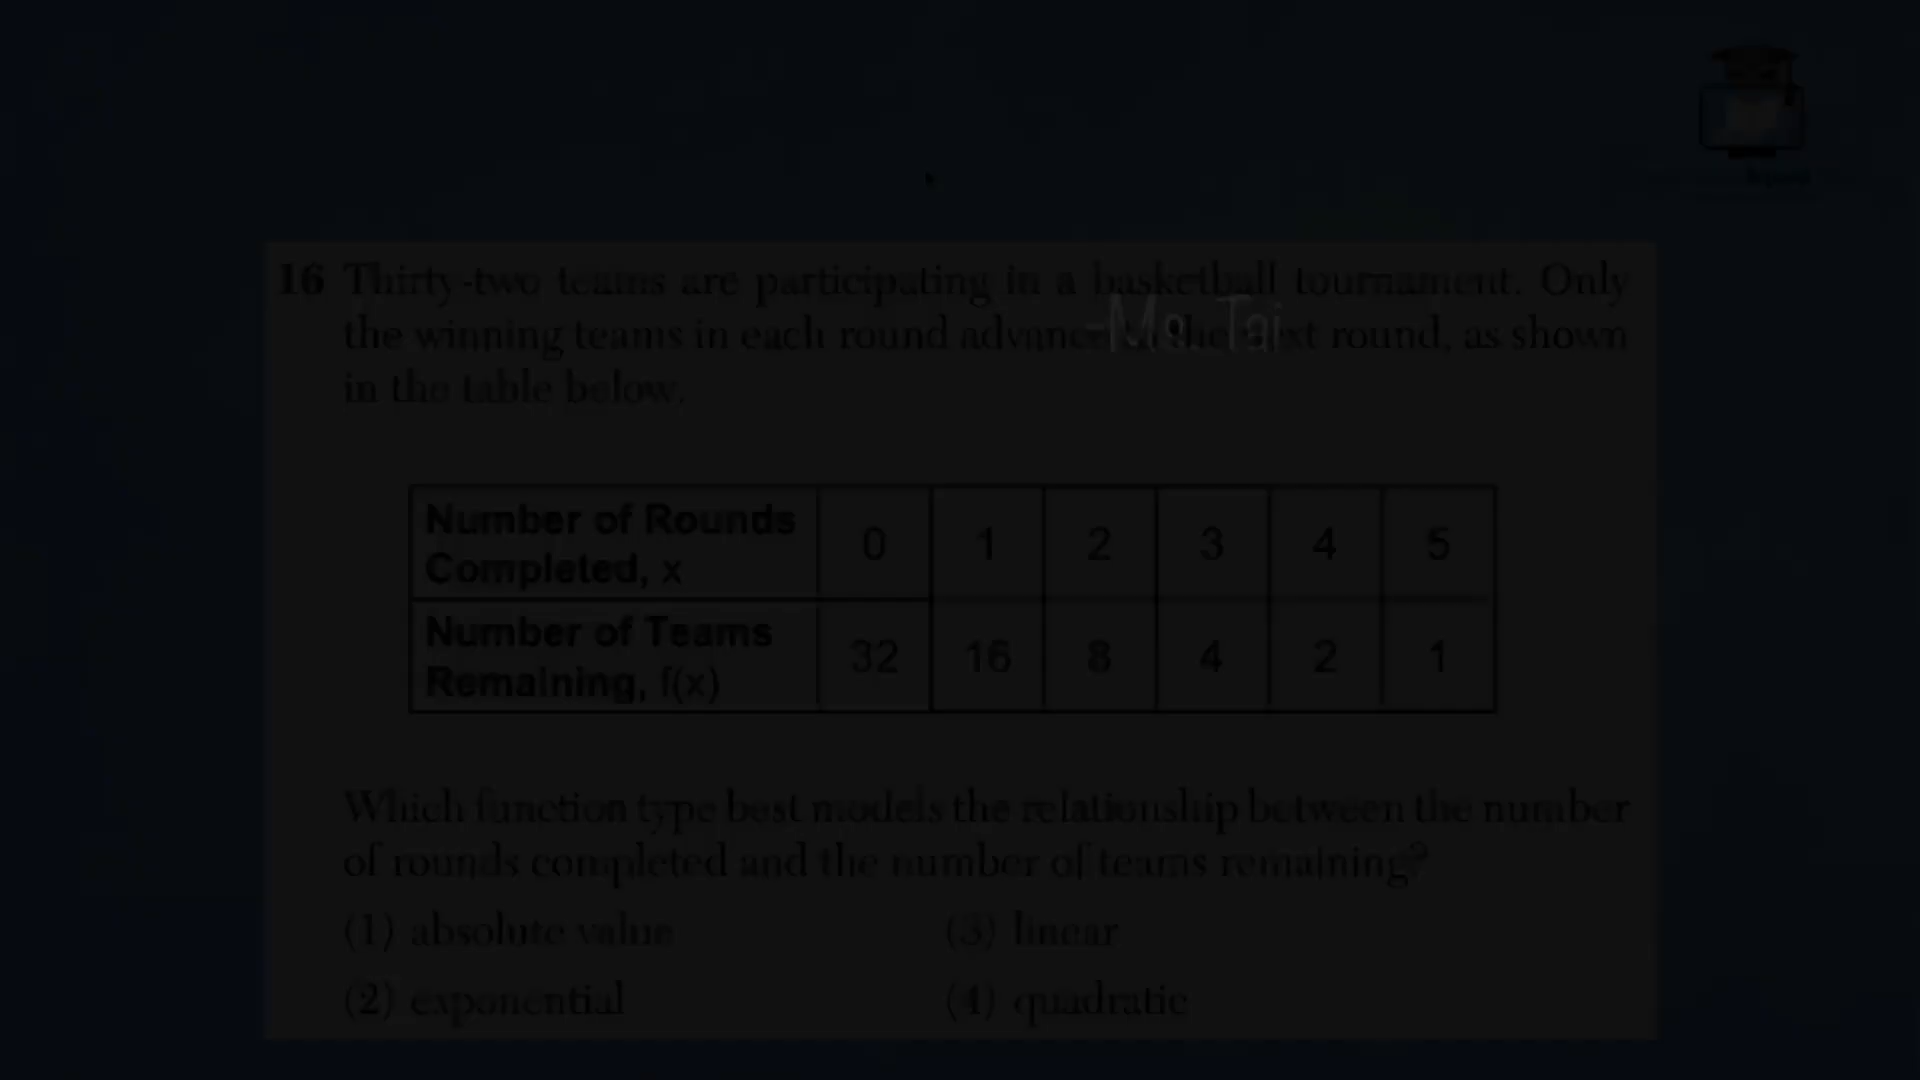 16 Thirty-two teams are participating in a basketball tournament. Only
the winning teams in each round advance to the next round, as shown
in the table below.
-Ms. Tai
Number of Rounds Completed, x 0 1 2 3 4 5
Number of Teams Remaining, f(x) 32 16 8 4 2 1
Which function type best models the relationship between the number
of rounds completed and the number of teams remaining?
(1) absolute value (3) linear
(2) exponential (4) quadratic